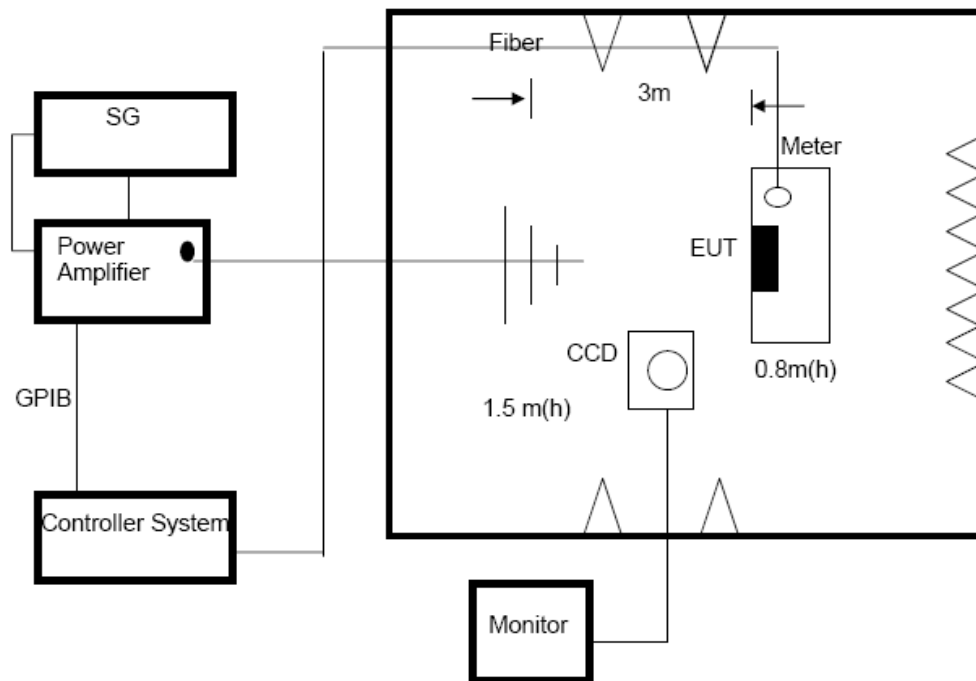 Fiber
SG
3m
Meter
Power
Amplifier
EUT
CCD
0.8m(h)
GPIB
1.5 m(h)
Controller System
Monitor